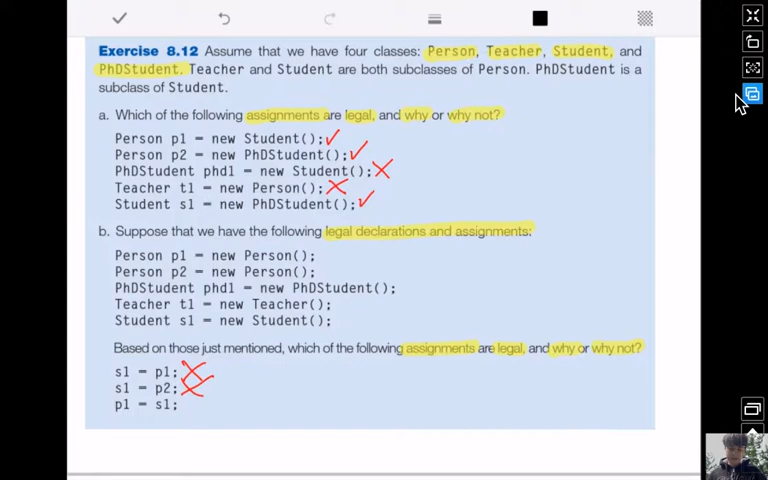 Exercise 8.12 Assume that we have four classes: Person, Teacher, Student, and
PhDStudent. Teacher and Student are both subclasses of Person. PhDStudent is a
subclass of Student.
a. Which of the following assignments are legal, and why or why not?
Person p1 = new Student();
Person p2 = new PhDStudent();
PhDStudent phd1 = new Student();
Teacher t1 = new Person();
Student s1 = new PhDStudent();
b. Suppose that we have the following legal declarations and assignments:
Person p1 = new Person();
Person p2 = new Person();
PhDStudent phd1 = new PhDStudent();
Teacher t1 = new Teacher();
Student s1 = new Student();
Based on those just mentioned, which of the following assignments are legal, and why or why not?
s1 = p1;
s1 = p2;
p1 = s1;